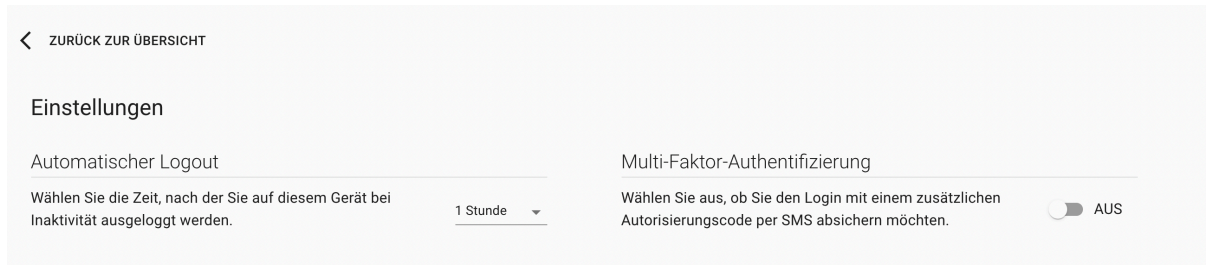 ZURÜCK ZUR ÜBERSICHT
Einstellungen
Automatischer Logout
Wählen Sie die Zeit, nach der Sie auf diesem Gerät bei
Inaktivität ausgeloggt werden.
1 Stunde
Multi-Faktor-Authentifizierung
Wählen Sie aus, ob Sie den Login mit einem zusätzlichen
Autorisierungscode per SMS absichern möchten.
AUS